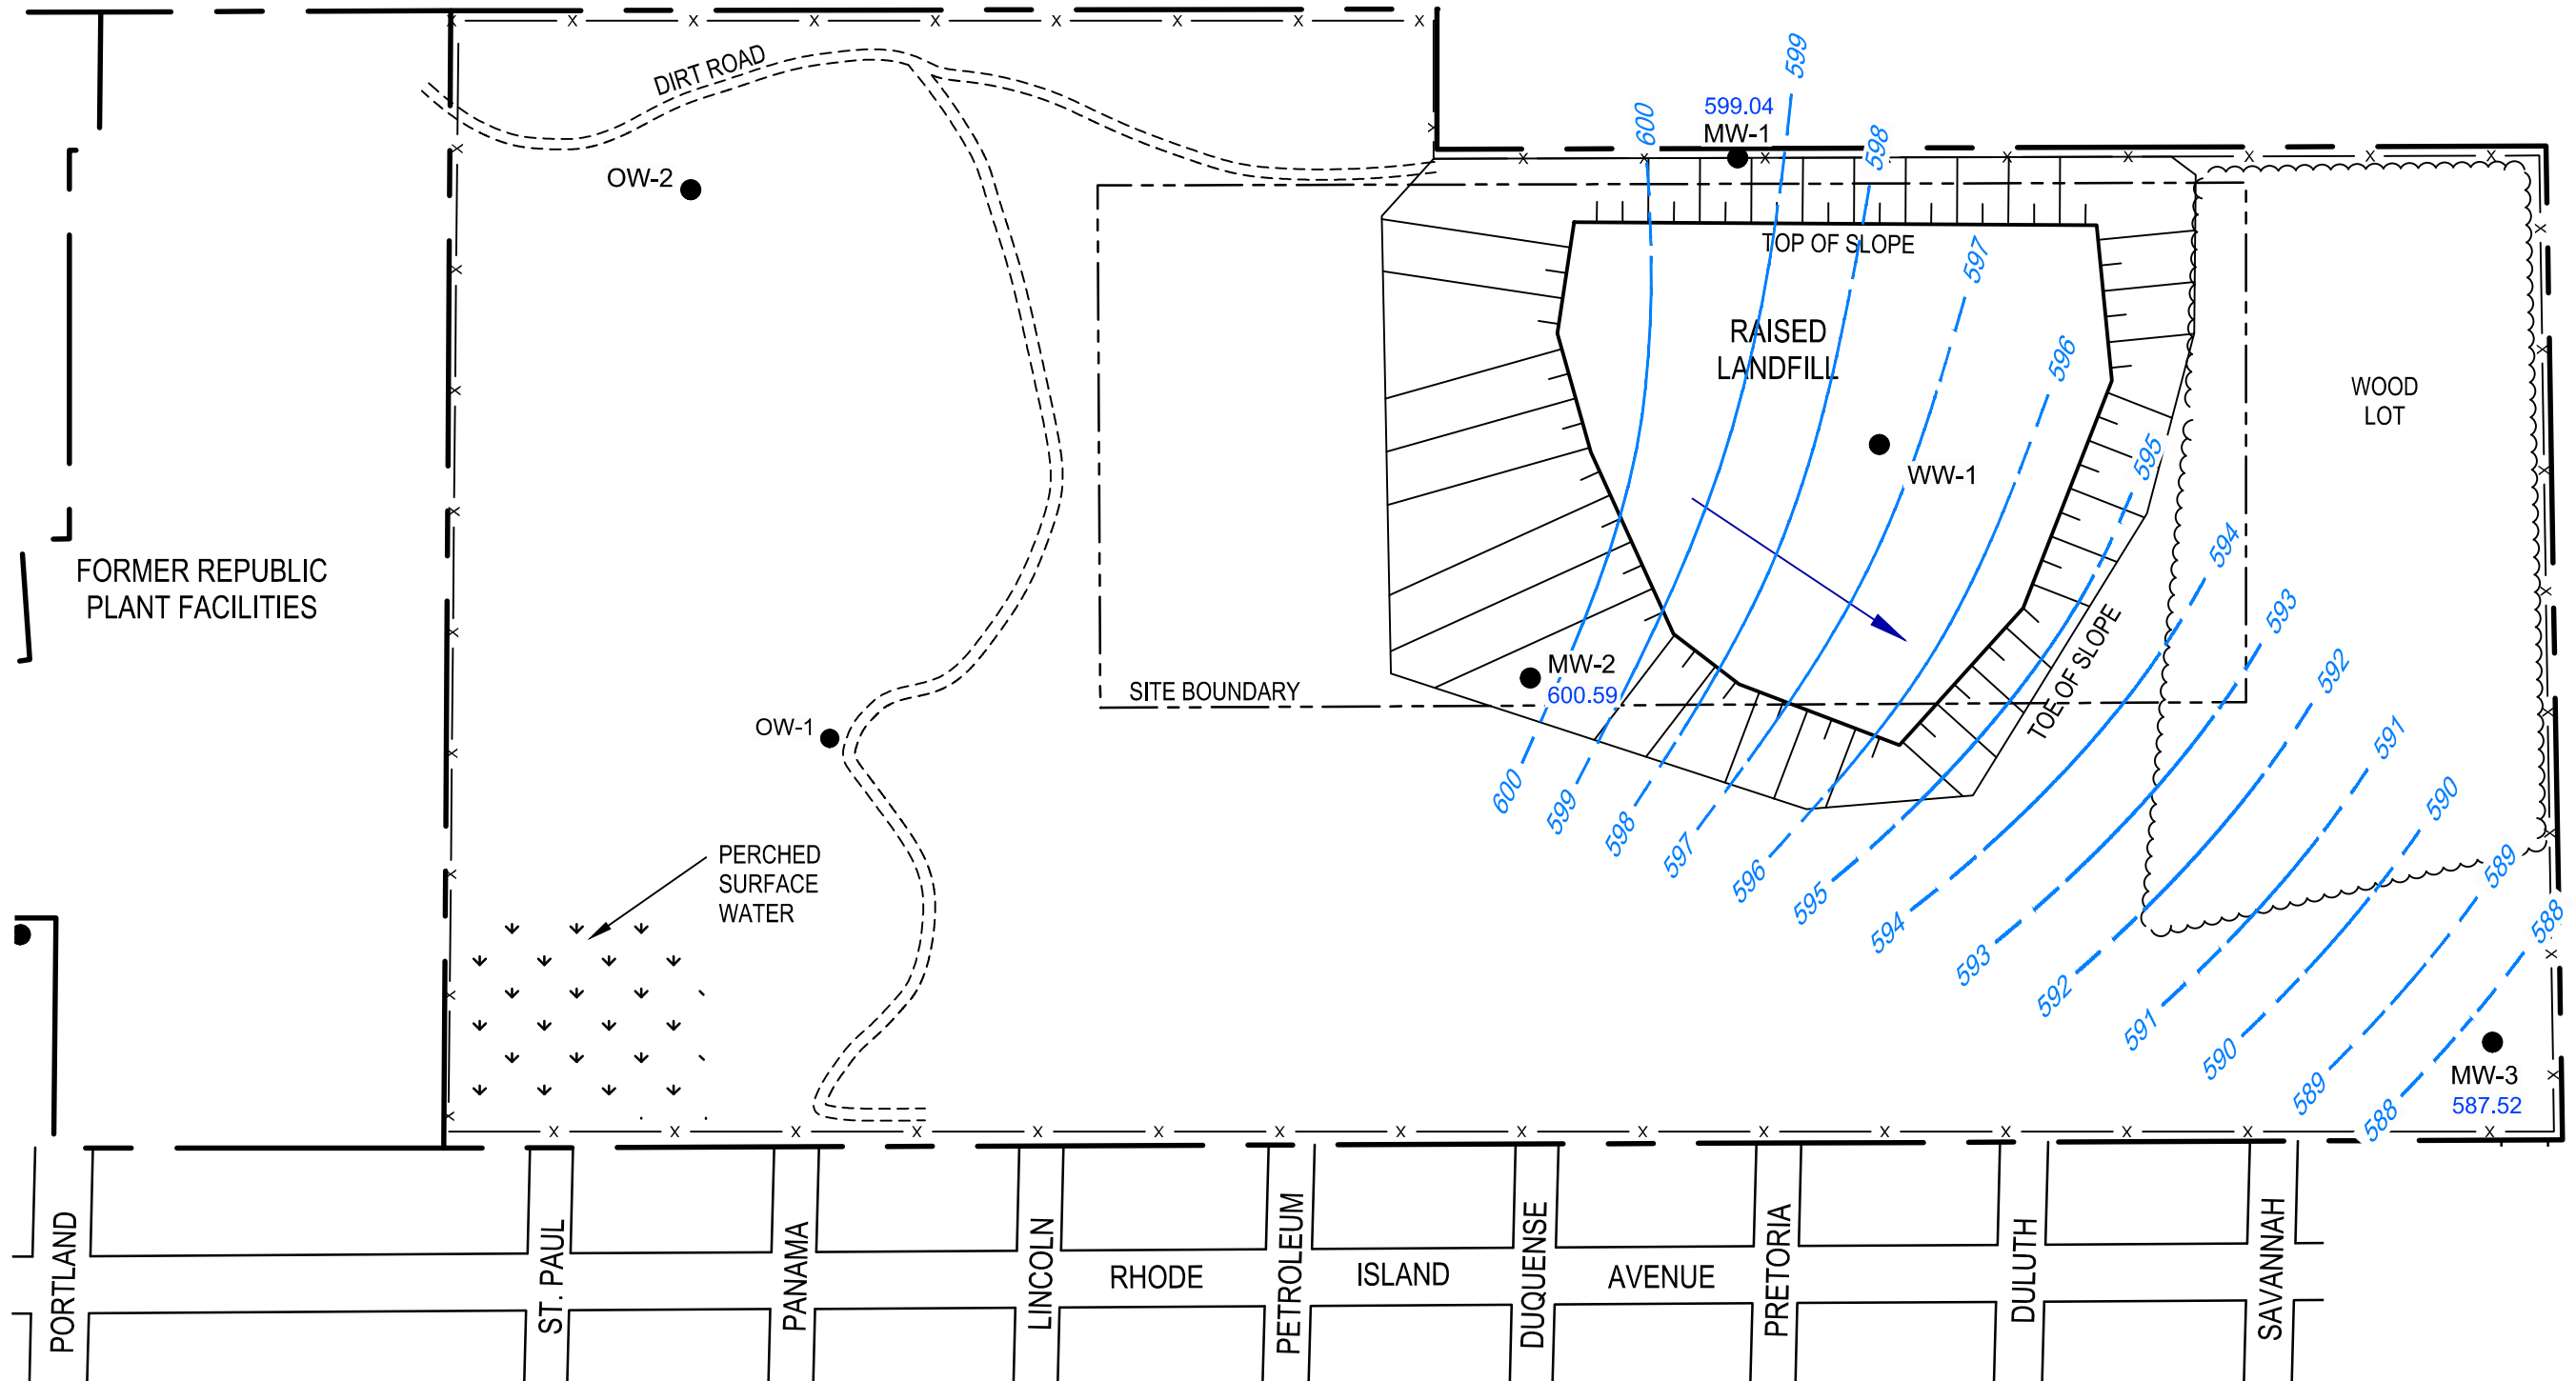 DIRT ROAD
599
600
599.04
MW-1
598
OW-2
TOP OF SLOPE
597
RAISED
LANDFILL
596
WOOD
LOT
595
WW-1
594
FORMER REPUBLIC
PLANT FACILITIES
593
TOE OF SLOPE
592
MW-2
600.59
SITE BOUNDARY
591
OW-1
600
599
598
597
596
595
594
593
592
591
590
589
588
590
589
588
PERCHED
SURFACE
WATER
MW-3
587.52
PORTLAND
ST. PAUL
PANAMA
LINCOLN
RHODE
PETROLEUM
ISLAND
DUQUENSE
AVENUE
PRETORIA
DULUTH
SAVANNAH
X X X X X X X X X
X X X X X X X X X
X X X X X X X X X
X X X X X X X X X X X X X X X X X
X X X X X X X X